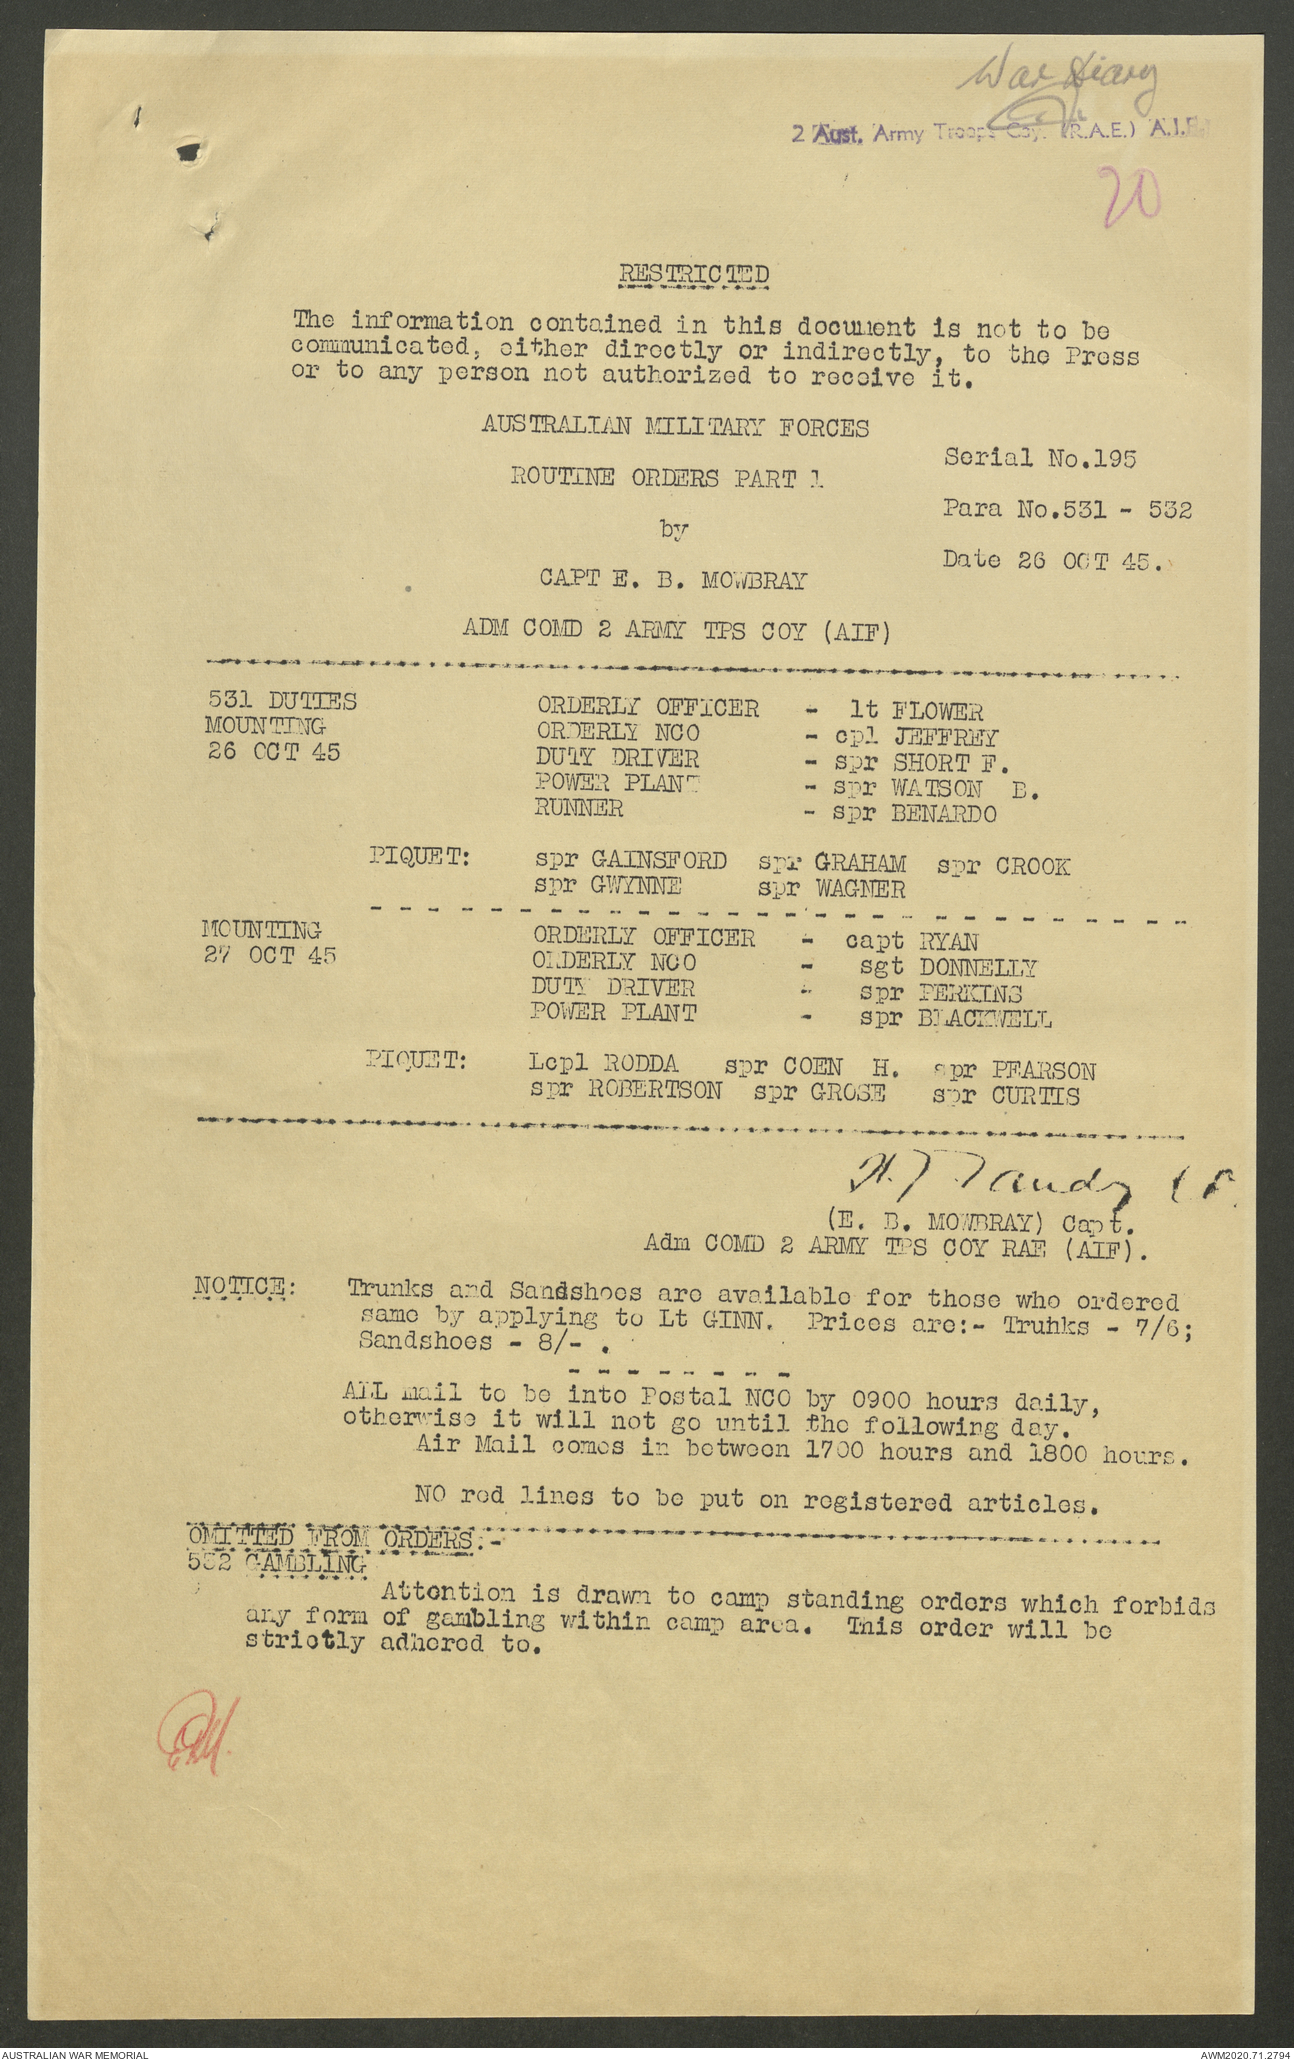 War Diary
2 Aust. Army Troops Coy. (R.A.E.) A.I.F.
20
RESTRICTED
The information contained in this document is not to be
communicated, either directly or indirectly, to the Press
or to any person not authorized to receive it.
AUSTRALIAN MILITARY FORCES
Serial No.195
ROUTINE ORDERS PART 1
Para No.531 - 532
by
Date 26 OCT 45.
CAPT E. B. MOWBRAY
ADM COMD 2 ARMY TPS COY (AIF)
531 DUTIES
MOUNTING
26 OCT 45
ORDERLY OFFICER - lt FLOWER
ORDERLY NCO - cpl JEFFREY
DUTY DRIVER - spr SHORT F.
POWER PLANT - spr WATSON B.
RUNNER - spr BENARDO
PIQUET: spr GAINSFORD spr GRAHAM spr CROOK
spr GWYNNE spr WAGNER
MOUNTING
27 OCT 45
ORDERLY OFFICER - capt RYAN
ORDERLY NCO - sgt DONNELLY
DUTY DRIVER - spr PERKINS
POWER PLANT - spr BLACKWELL
PIQUET: Lcpl RODDA spr COEN H. spr PEARSON
spr ROBERTSON spr GROSE spr CURTIS
(E. B. MOWBRAY) Capt.
Adm COMD 2 ARMY TPS COY RAE (AIF).
NOTICE: Trunks and Sandshoes are available for those who ordered
same by applying to Lt GINN. Prices are:- Trunks - 7/6;
Sandshoes - 8/- .
ALL mail to be into Postal NCO by 0900 hours daily,
otherwise it will not go until the following day.
Air Mail comes in between 1700 hours and 1800 hours.
NO red lines to be put on registered articles.
OMITTED FROM ORDERS:-
532 GAMBLING
Attention is drawn to camp standing orders which forbids
any form of gambling within camp area. This order will be
strictly adhered to.
AUSTRALIAN WAR MEMORIAL
AWM2020.71.2794